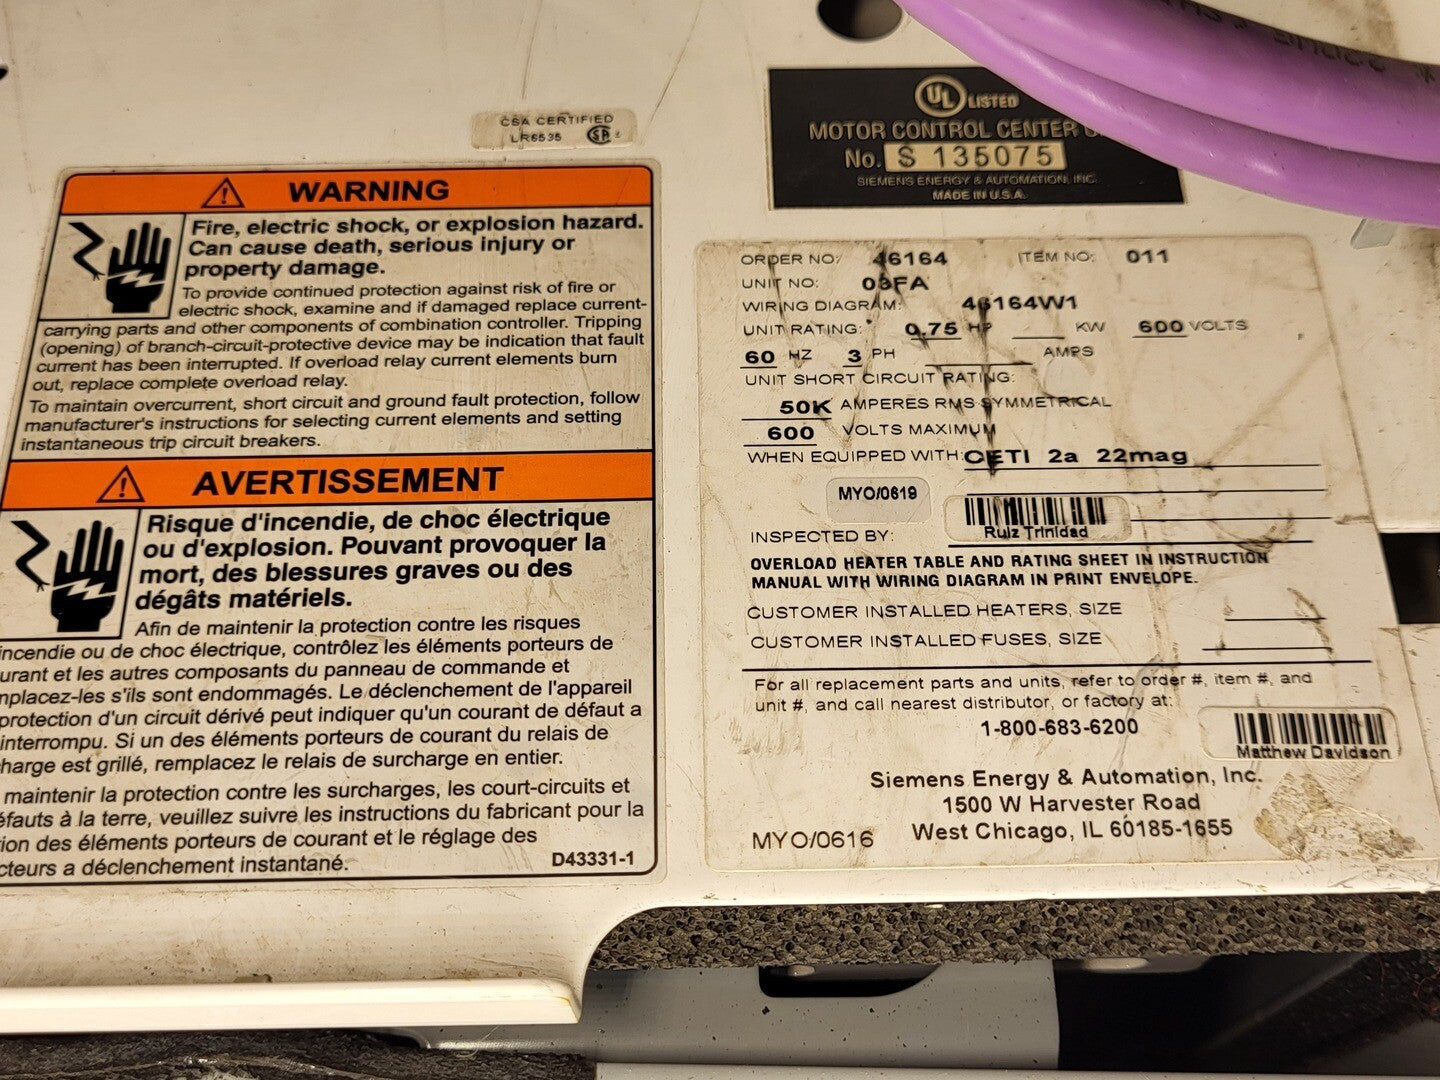 CSA CERTIFIED
LR6535
UL LISTED
MOTOR CONTROL CENTER
No. S 135075
SIEMENS ENERGY & AUTOMATION, INC.
MADE IN U.S.A.
WARNING
Fire, electric shock, or explosion hazard.
Can cause death, serious injury or
property damage.
To provide continued protection against risk of fire or
electric shock, examine and if damaged replace current-
carrying parts and other components of combination controller. Tripping
(opening) of branch-circuit-protective device may be indication that fault
current has been interrupted. If overload relay current elements burn
out, replace complete overload relay.
To maintain overcurrent, short circuit and ground fault protection, follow
manufacturer's instructions for selecting current elements and setting
instantaneous trip circuit breakers.
AVERTISSEMENT
Risque d'incendie, de choc électrique
ou d'explosion. Pouvant provoquer la
mort, des blessures graves ou des
dégâts matériels.
Afin de maintenir la protection contre les risques
incendie ou de choc électrique, contrôlez les éléments porteurs de
urant et les autres composants du panneau de commande et
mplacez-les s'ils sont endommagés. Le déclenchement de l'appareil
protection d'un circuit dérivé peut indiquer qu'un courant de défaut a
interrompu. Si un des éléments porteurs de courant du relais de
harge est grillé, remplacez le relais de surcharge en entier.
maintenir la protection contre les surcharges, les court-circuits et
éfauts à la terre, veuillez suivre les instructions du fabricant pour la
tion des éléments porteurs de courant et le réglage des
cteurs a déclenchement instantané.
D43331-1
ORDER NO: 46164 ITEM NO: 011
UNIT NO: 03FA
WIRING DIAGRAM: 46164W1
UNIT RATING: 0.75 HP KW 600 VOLTS
60 HZ 3 PH AMPS
UNIT SHORT CIRCUIT RATING:
50K AMPERES RMS SYMMETRICAL
600 VOLTS MAXIMUM
WHEN EQUIPPED WITH: CETI 2a 22mag
MYO/0619
Ruiz Trinidad
INSPECTED BY:
OVERLOAD HEATER TABLE AND RATING SHEET IN INSTRUCTION
MANUAL WITH WIRING DIAGRAM IN PRINT ENVELOPE.
CUSTOMER INSTALLED HEATERS, SIZE
CUSTOMER INSTALLED FUSES, SIZE
For all replacement parts and units, refer to order #, item #, and
unit #, and call nearest distributor, or factory at:
1-800-683-6200
Matthew Davidson
Siemens Energy & Automation, Inc.
1500 W Harvester Road
West Chicago, IL 60185-1655
MYO/0616